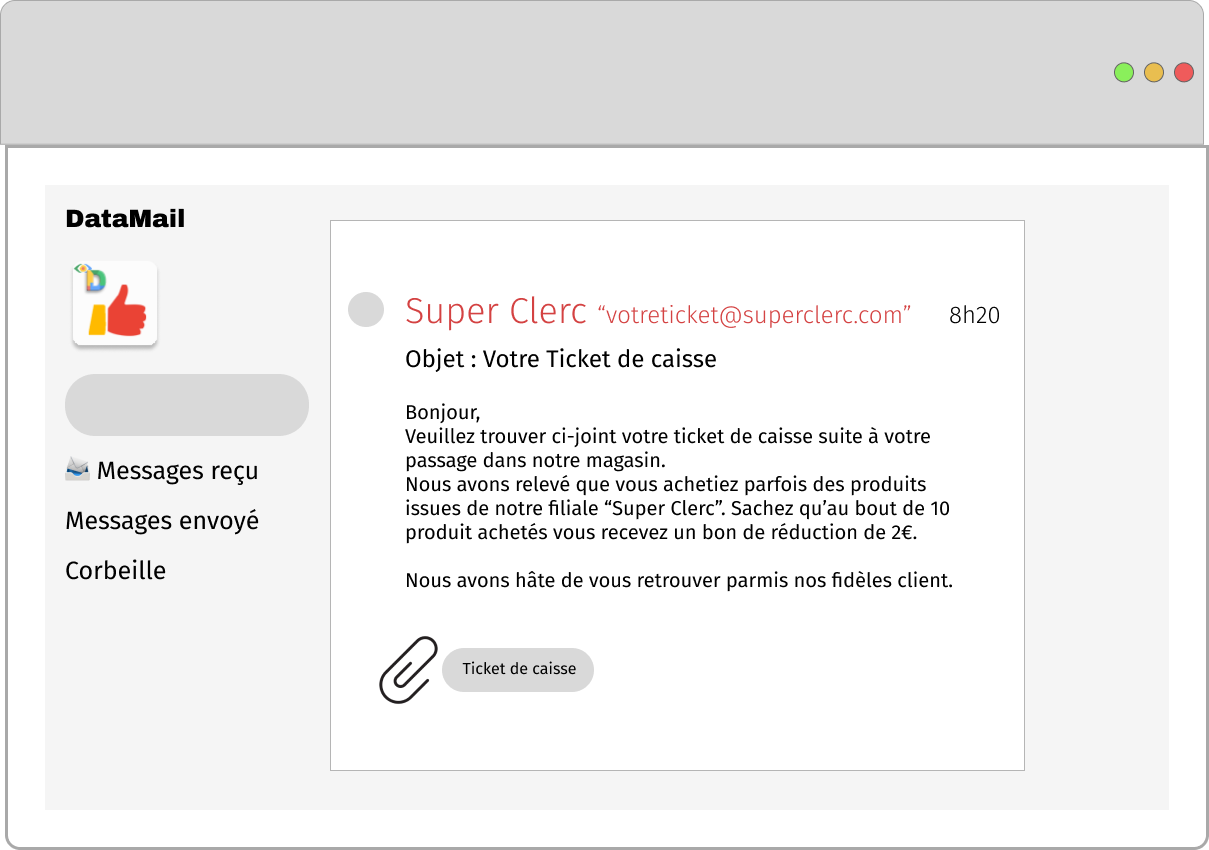 DataMail
D
Messages reçu
Messages envoyé
Corbeille
Super Clerc “votreticket@superclerc.com” 8h20
Objet : Votre Ticket de caisse
Bonjour,
Veuillez trouver ci-joint votre ticket de caisse suite à votre
passage dans notre magasin.
Nous avons relevé que vous achetiez parfois des produits
issues de notre filiale “Super Clerc”. Sachez qu’au bout de 10
produit achetés vous recevez un bon de réduction de 2€.
Nous avons hâte de vous retrouver parmis nos fidèles client.
Ticket de caisse